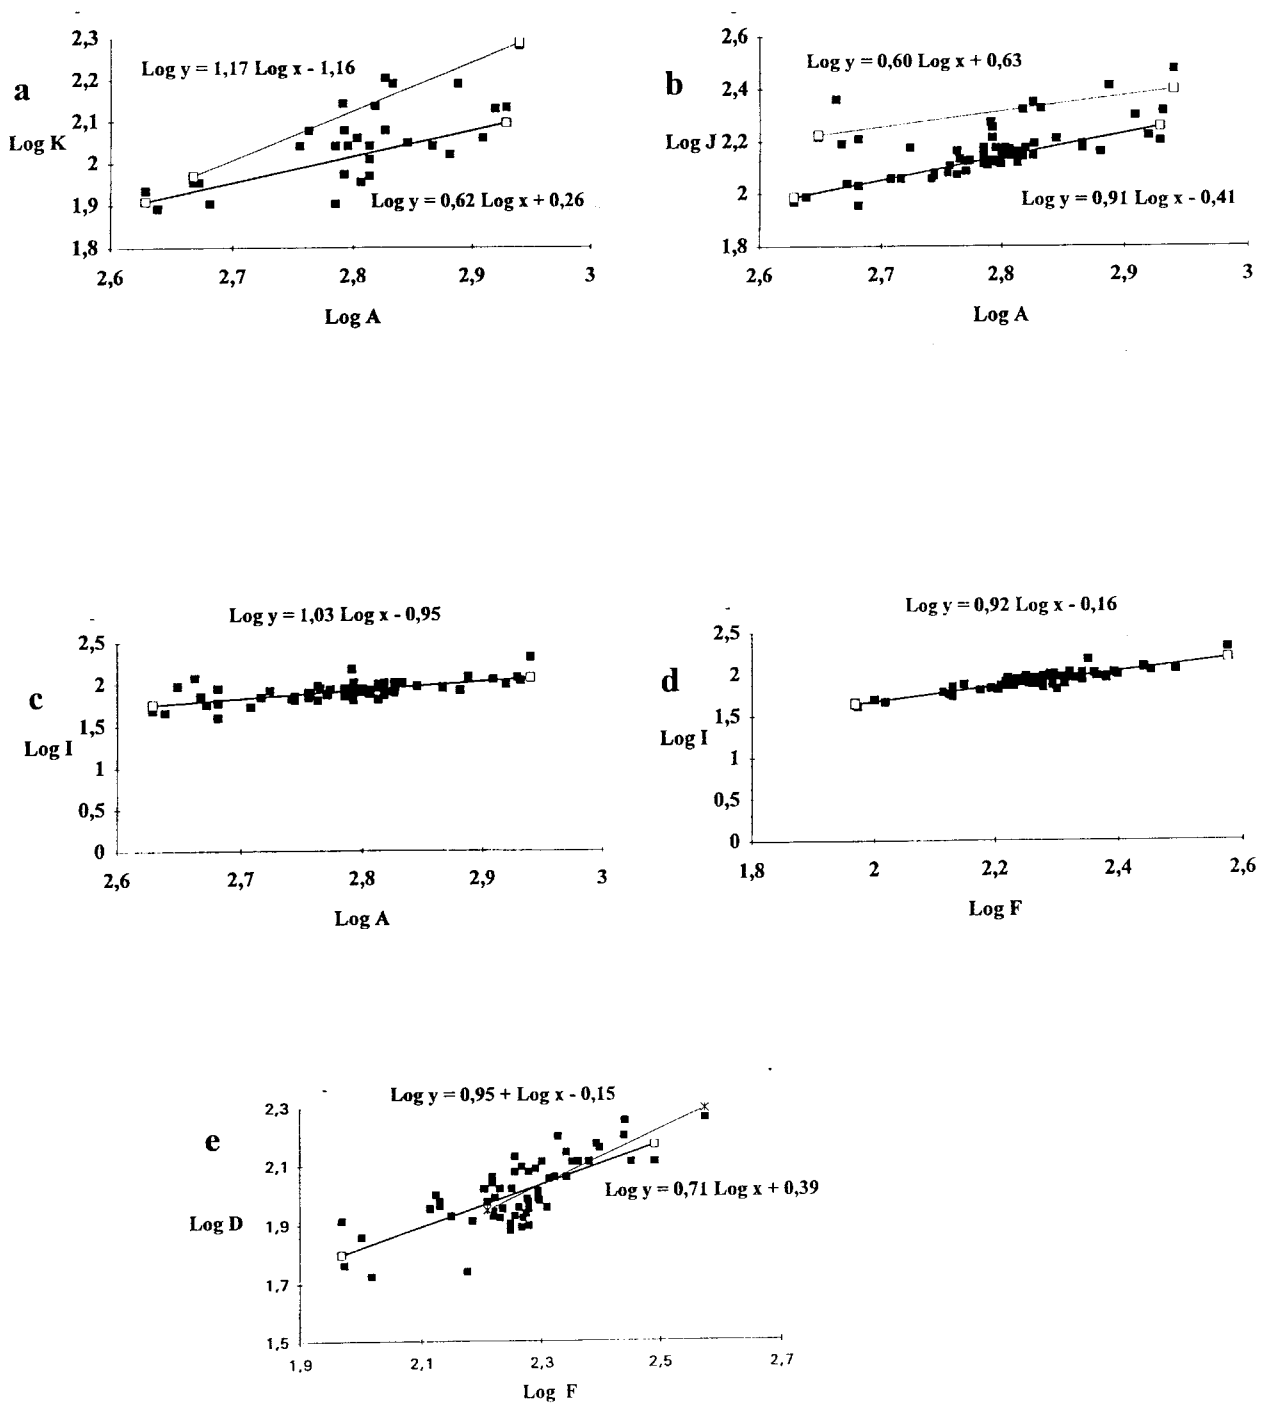 a
Log y = 1,17 Log x - 1,16
2,3
2,2
2,1
Log K
2
1,9
1,8
Log y = 0,62 Log x + 0,26
2,6
2,7
2,8
2,9
3
Log A
b
Log y = 0,60 Log x + 0,63
2,6
2,4
Log J
2,2
2
1,8
Log y = 0,91 Log x - 0,41
2,6
2,7
2,8
2,9
3
Log A
c
Log y = 1,03 Log x - 0,95
2,5
2
1,5
Log I
1
0,5
0
2,6
2,7
2,8
2,9
3
Log A
d
Log y = 0,92 Log x - 0,16
2,5
2
1,5
Log I
1
0,5
0
1,8
2
2,2
2,4
2,6
Log F
e
Log y = 0,95 + Log x - 0,15
2,3
2,1
Log y = 0,71 Log x + 0,39
Log D
1,9
1,7
1,5
1,9
2,1
2,3
2,5
2,7
Log F